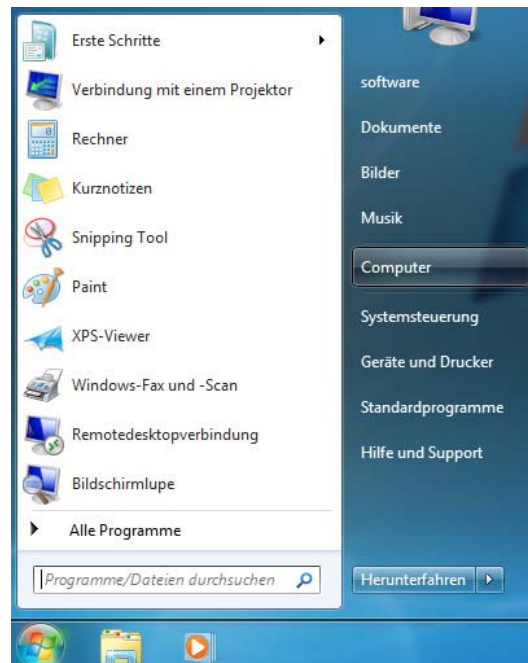 Erste Schritte
Verbindung mit einem Projektor
Rechner
Kurznotizen
Snipping Tool
Paint
XPS-Viewer
Windows-Fax und -Scan
Remotedesktopverbindung
Bildschirmlupe
Alle Programme
Programme/Dateien durchsuchen
software
Dokumente
Bilder
Musik
Computer
Systemsteuerung
Geräte und Drucker
Standardprogramme
Hilfe und Support
Herunterfahren